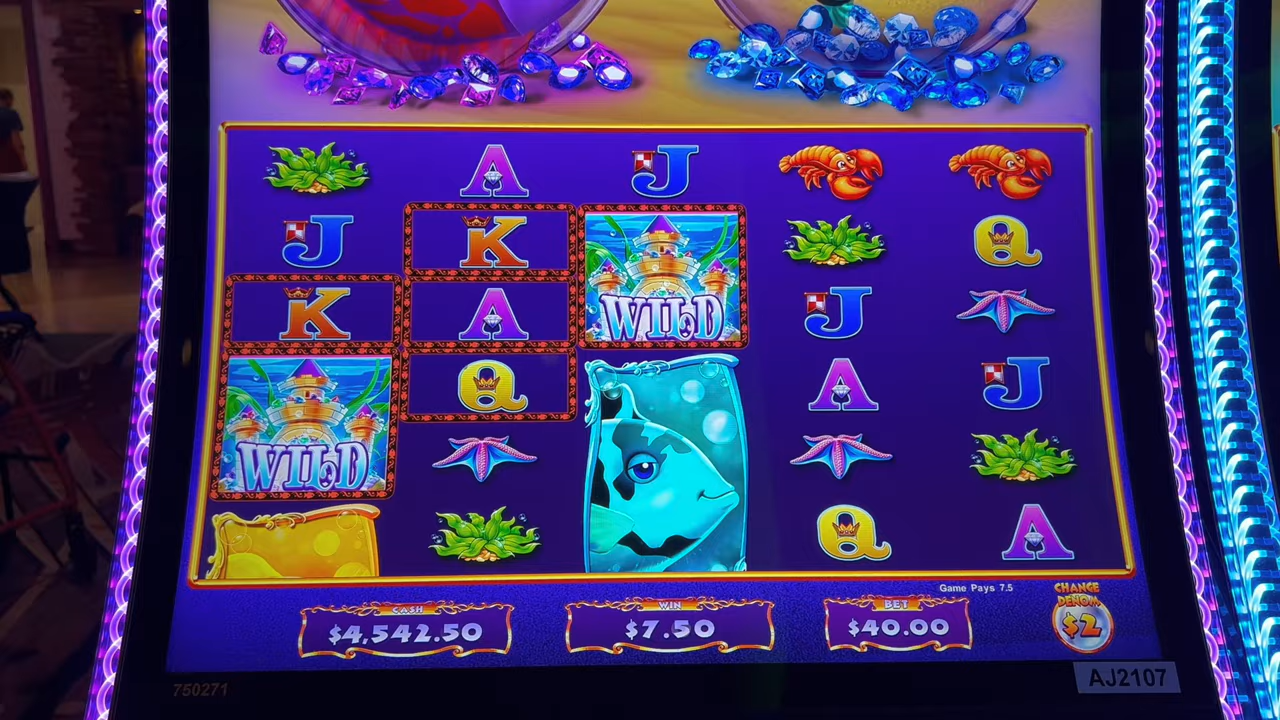 A J
J K Q
K A WILD J
Q A J
WILD
Q A
Game Pays 7.5
CASH WIN BET CHANGE DENOM
$4,542.50 $7.50 $40.00 $2
AJ2107
750271